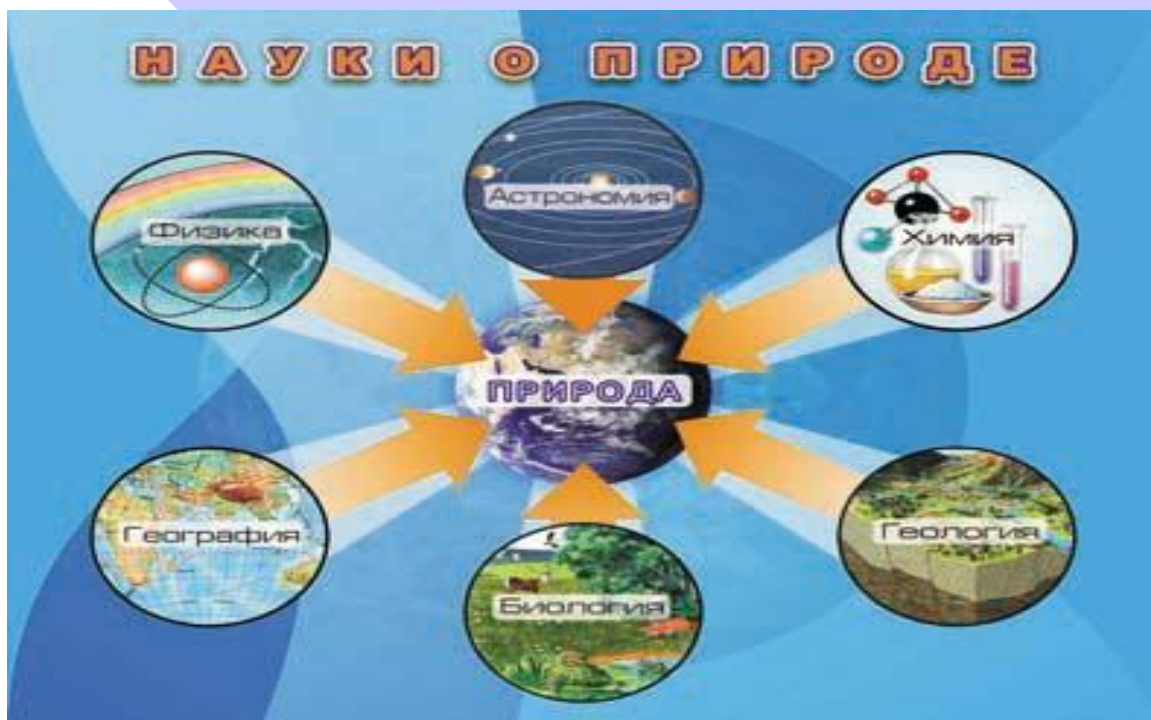 НАУКИ О ПРИРОДЕ
Астрономия
Физика
Химия
ПРИРОДА
География
Геология
Биология